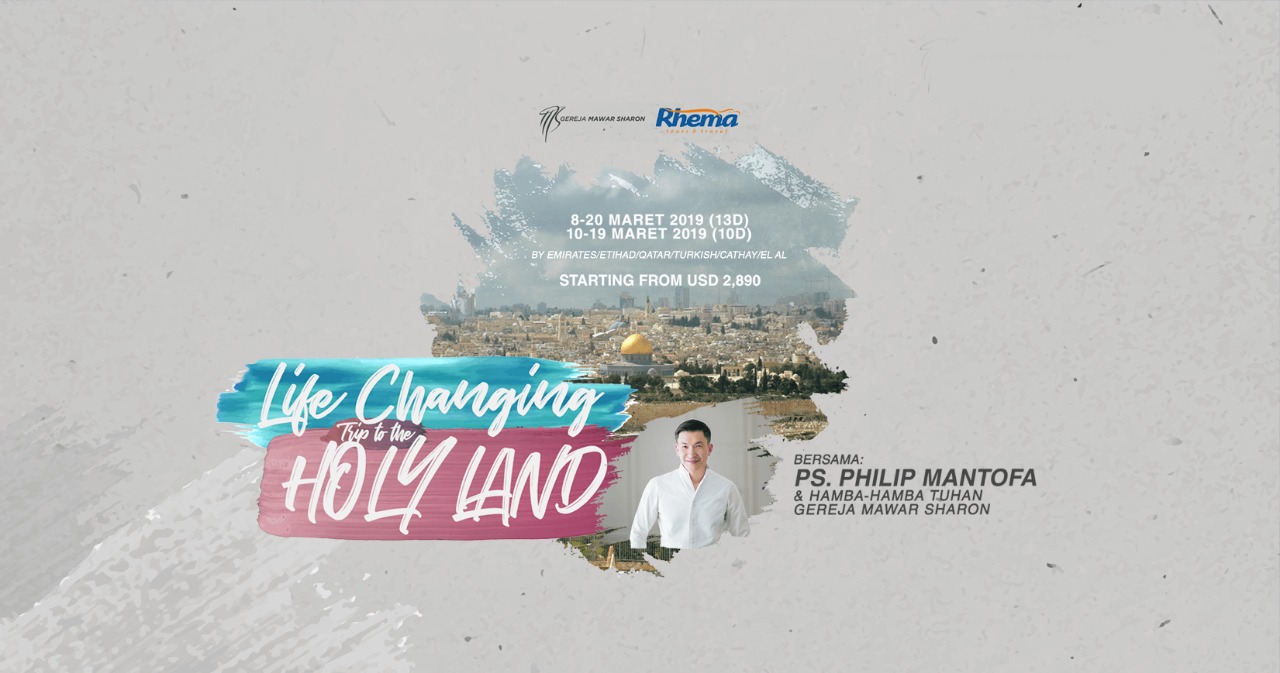 GEREJA MAWAR SHARON
Rhema
tours & travel
8-20 MARET 2019 (13D)
10-19 MARET 2019 (10D)
BY EMIRATES/ETIHAD/QATAR/TURKISH/CATHAY/EL AL
STARTING FROM USD 2,890
Life Changing
Trip to the
HOLY LAND
BERSAMA:
PS. PHILIP MANTOFA
& HAMBA-HAMBA TUHAN
GEREJA MAWAR SHARON